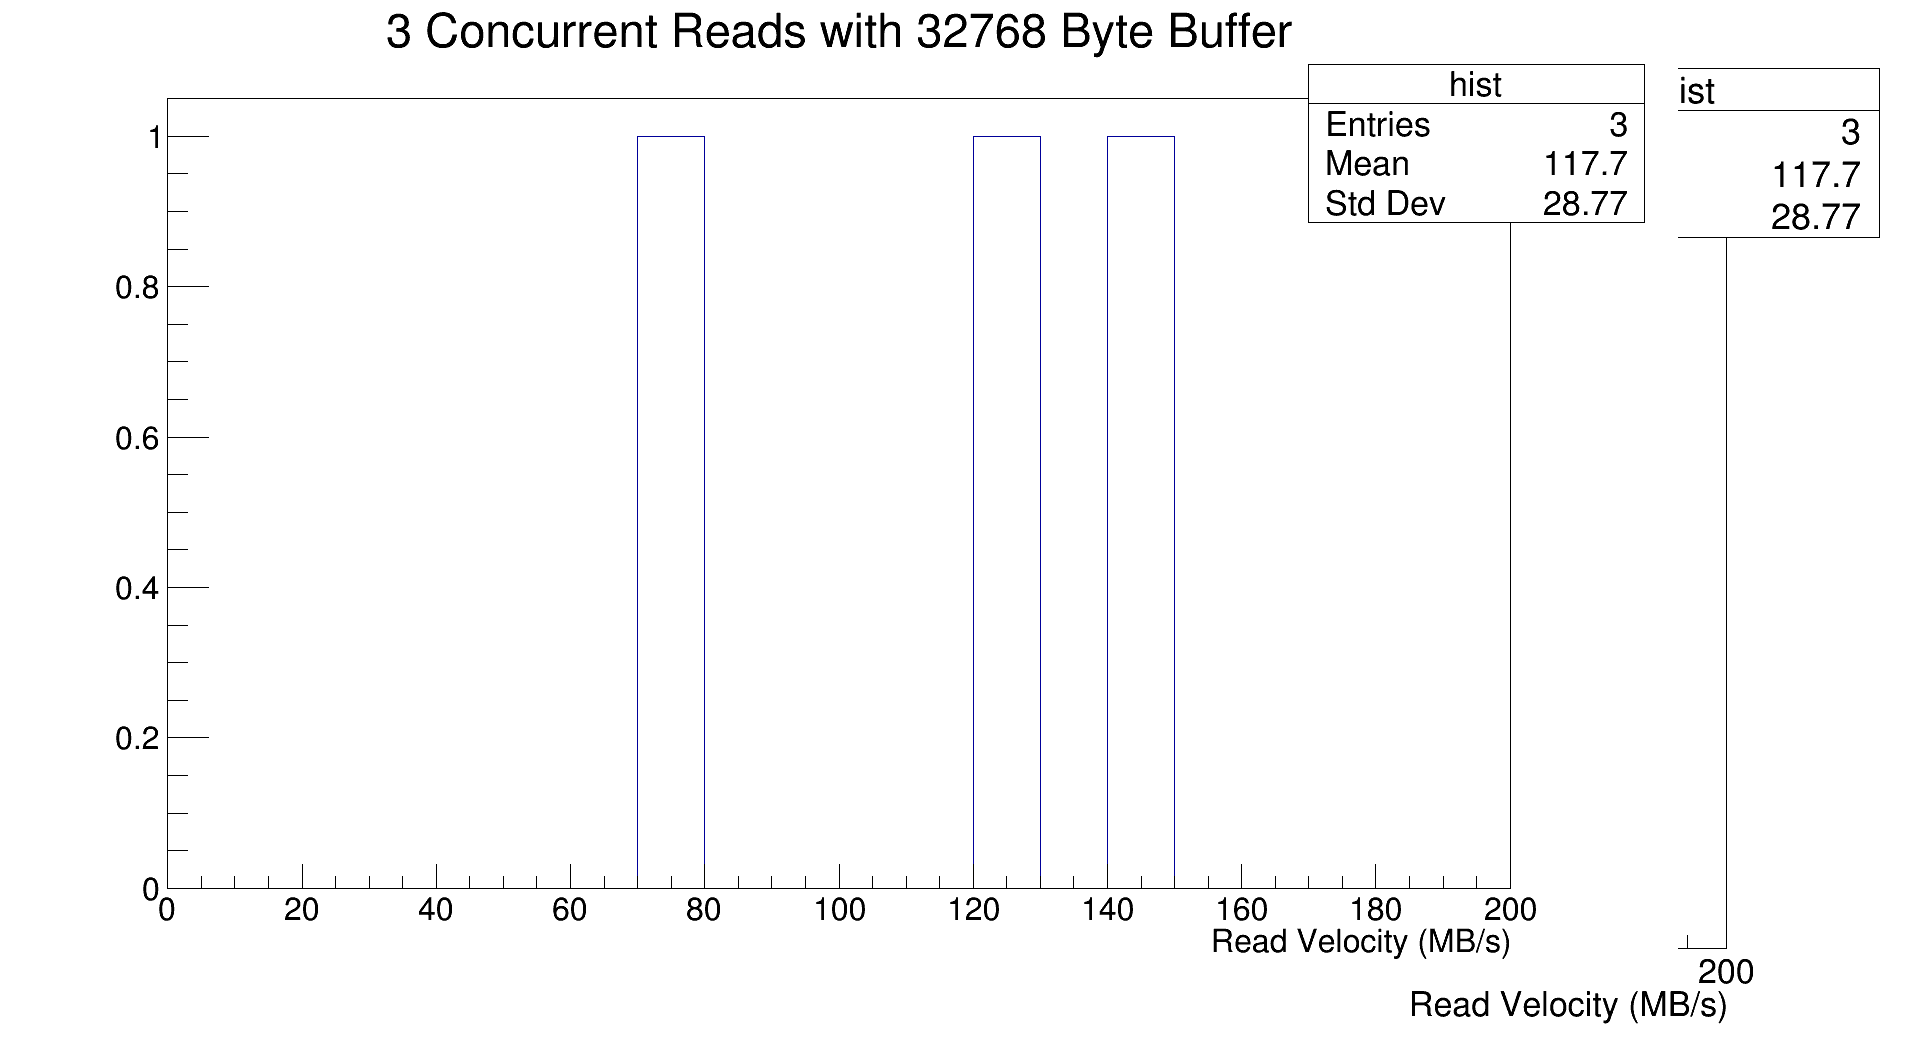 3 Concurrent Reads with 32768 Byte Buffer
hist
Entries 3
Mean 117.7
Std Dev 28.77
ist
3
117.7
28.77
1
0.8
0.6
0.4
0.2
0
0 20 40 60 80 100 120 140 160 180 200
Read Velocity (MB/s)
200
Read Velocity (MB/s)